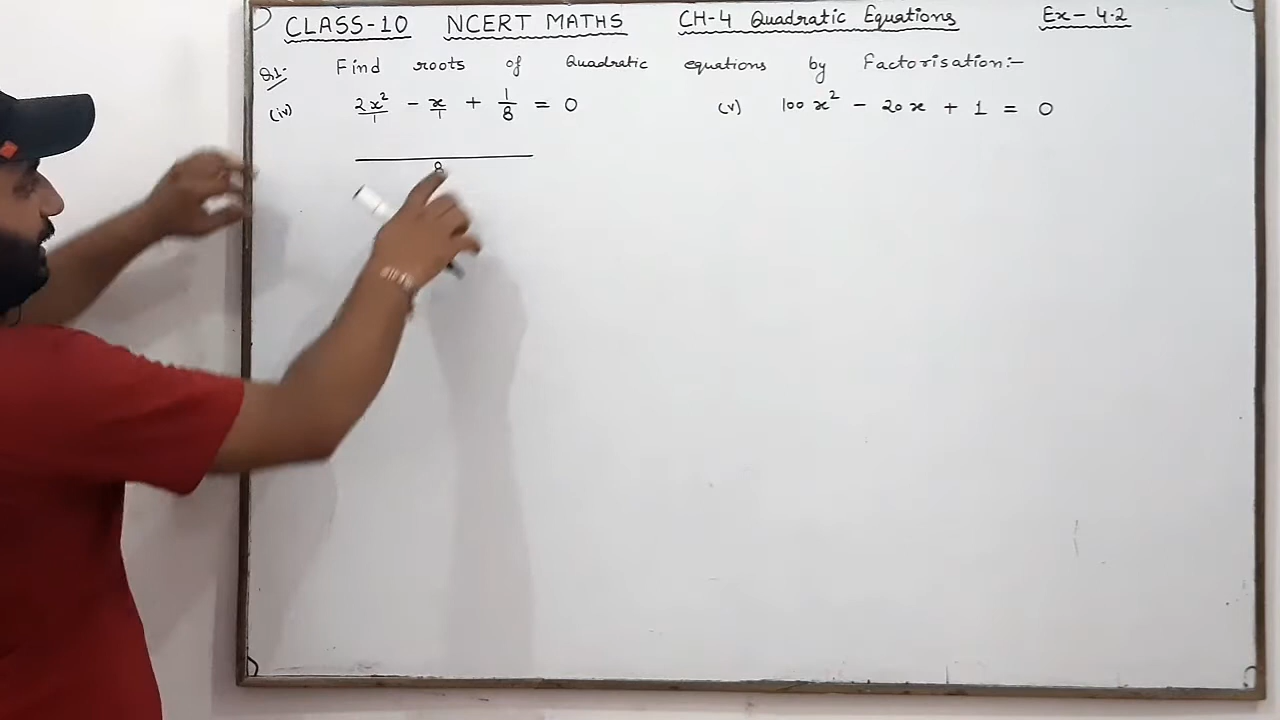 CLASS-10 NCERT MATHS CH-4 Quadratic Equations Ex-4.2
Q.1:- Find roots of Quadratic equations by Factorisation:-
(iv) 2x²/1 - x/1 + 1/8 = 0 (v) 100x² - 20x + 1 = 0
8